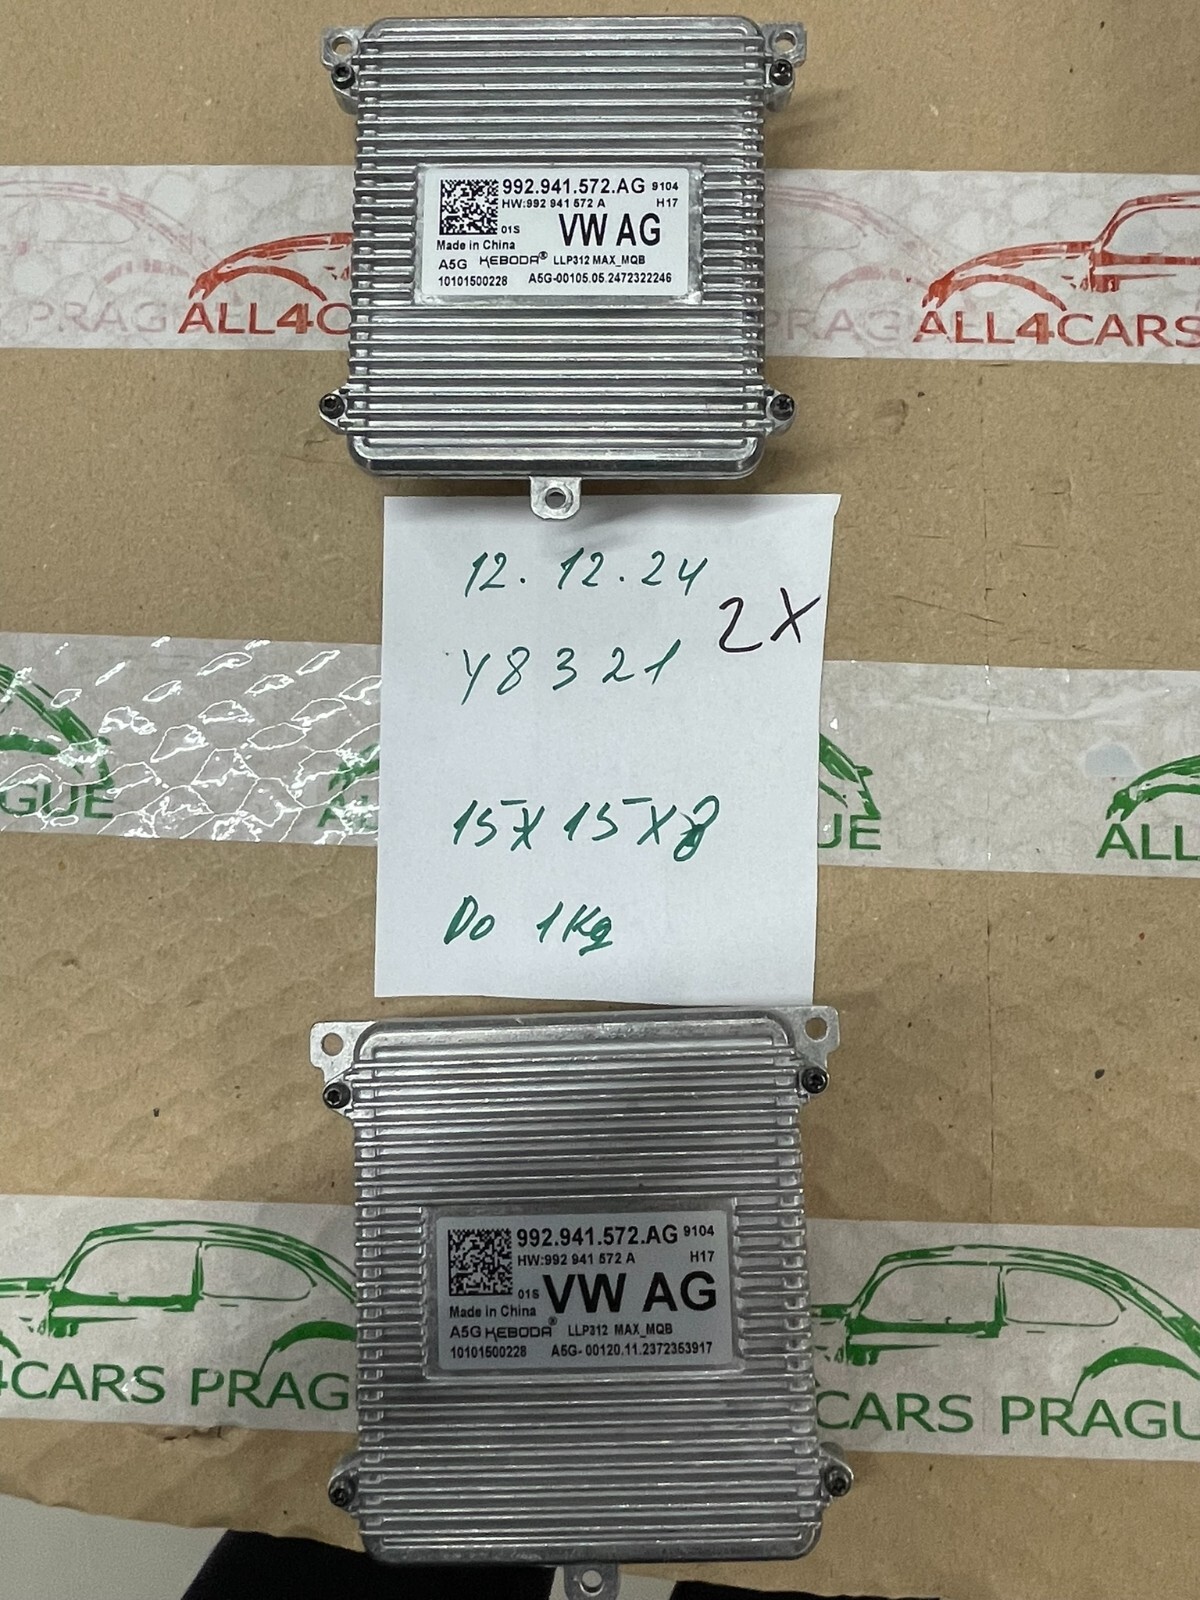 992.941.572.AG 9104
HW:992 941 572 A H17
01S VW AG
Made in China
A5G KEBODA® LLP312 MAX_MQB
10101500228 A5G-00105.05.2472322246
PRAG ALL4C
PRAG ALL4CARS
12.12.24
2X
Y8321
GUE
UE
ALL
15X15X8
Do 1Kg
992.941.572.AG 9104
HW:992 941 572 A H17
01S VW AG
Made in China
A5G KEBODA® LLP312 MAX_MQB
10101500228 A5G-00120.11.2372353917
4CARS PRAG
CARS PRAGU